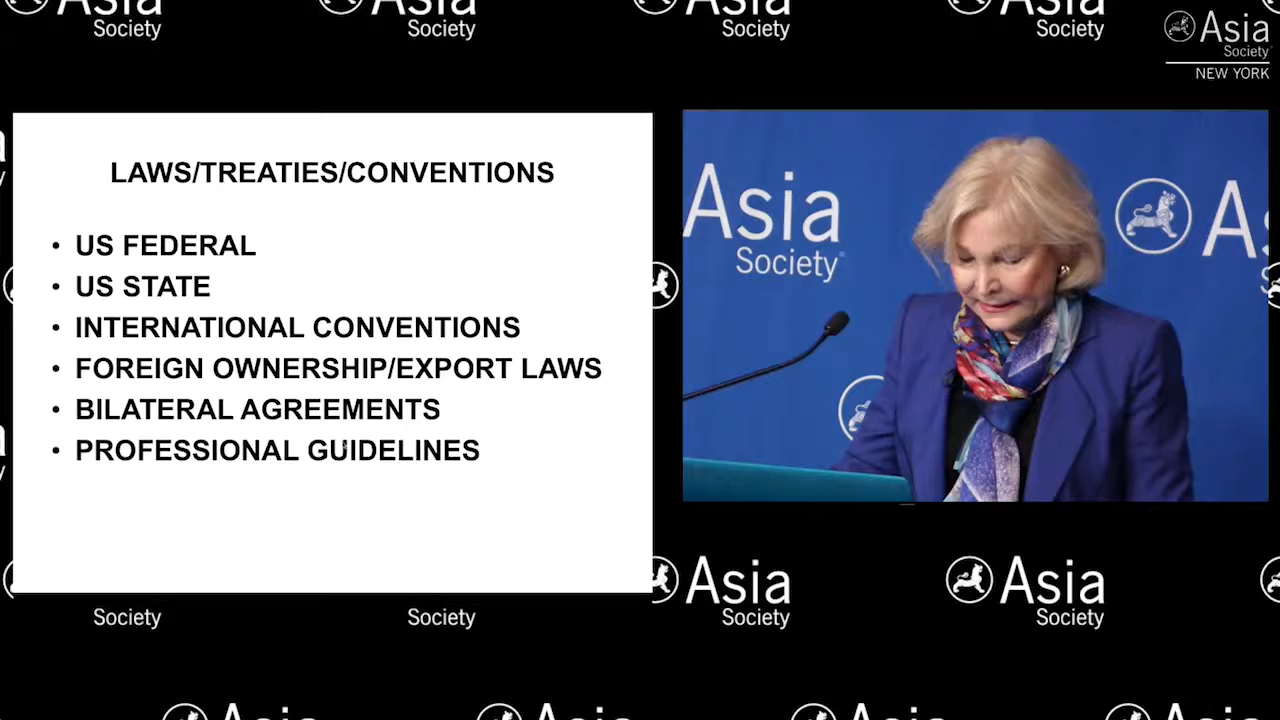 Asia
Society
Asia
Society
Asia
Society
Asia
Society
Asia
Society
NEW YORK
LAWS/TREATIES/CONVENTIONS
• US FEDERAL
• US STATE
• INTERNATIONAL CONVENTIONS
• FOREIGN OWNERSHIP/EXPORT LAWS
• BILATERAL AGREEMENTS
• PROFESSIONAL GUIDELINES
Asia
Society
Asia
Society
Asia
Society
Society
Society
Asia
Asia
Asia
Asia